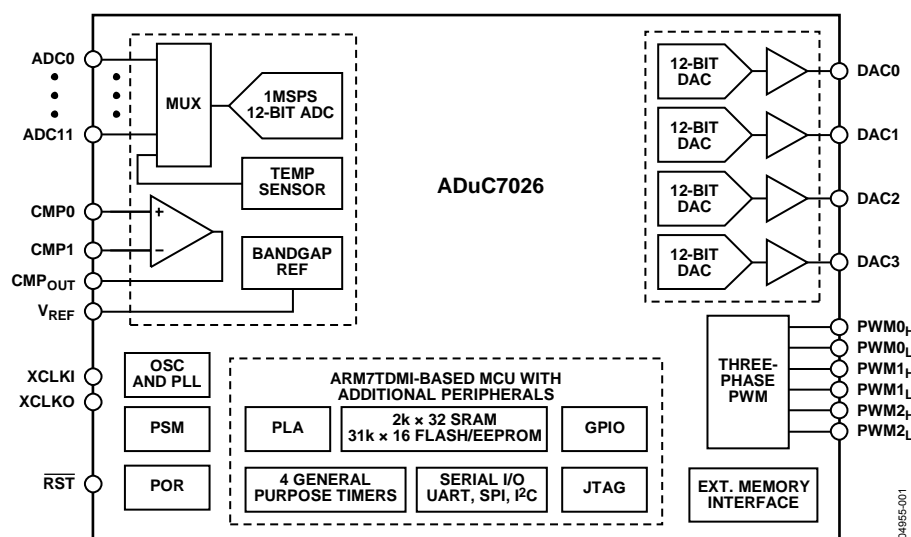 ADC0
ADC11
MUX
1MSPS
12-BIT ADC
TEMP
SENSOR
CMP0
CMP1
CMPOUT
VREF
+
−
BANDGAP
REF
ADuC7026
12-BIT
DAC
DAC0
12-BIT
DAC
DAC1
12-BIT
DAC
DAC2
12-BIT
DAC
DAC3
XCLKI
XCLKO
OSC
AND PLL
PSM
RST
POR
ARM7TDMI-BASED MCU WITH
ADDITIONAL PERIPHERALS
PLA
2k × 32 SRAM
31k × 16 FLASH/EEPROM
GPIO
4 GENERAL
PURPOSE TIMERS
SERIAL I/O
UART, SPI, I2C
JTAG
THREE-
PHASE
PWM
PWM0H
PWM0L
PWM1H
PWM1L
PWM2H
PWM2L
EXT. MEMORY
INTERFACE
04955-001